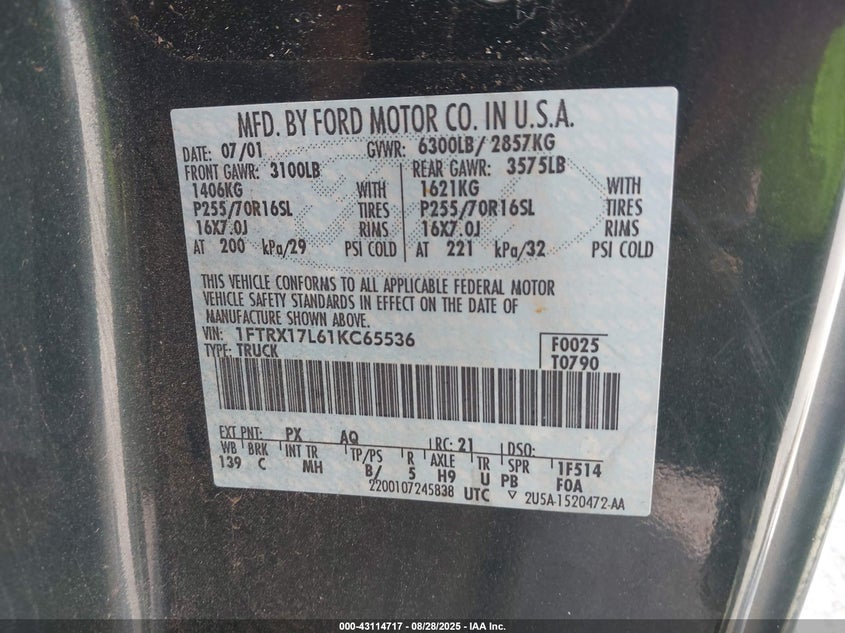 MFD. BY FORD MOTOR CO. IN U.S.A.
DATE: 07/01 GVWR: 6300LB/ 2857KG
FRONT GAWR: 3100LB REAR GAWR: 3575LB
1406KG WITH 1621KG WITH
P255/70R16SL TIRES P255/70R16SL TIRES
16X7.0J RIMS 16X7.0J RIMS
AT 200 kPa/29 PSI COLD AT 221 kPa/32 PSI COLD
THIS VEHICLE CONFORMS TO ALL APPLICABLE FEDERAL MOTOR
VEHICLE SAFETY STANDARDS IN EFFECT ON THE DATE OF
MANUFACTURE SHOWN ABOVE.
VIN: 1FTRX17L61KC65536 F0025
TYPE: TRUCK T0790
EXT PNT: PX AQ RC: 21 DSO:
WB BRK INT TR TP/PS R AXLE TR SPR 1F514
139 C MH B/ 5 H9 U PB F0A
2200107245838 UTC ▽ 2U5A-1520472-AA
000-43114717 | 08/28/2025 - IAA Inc.